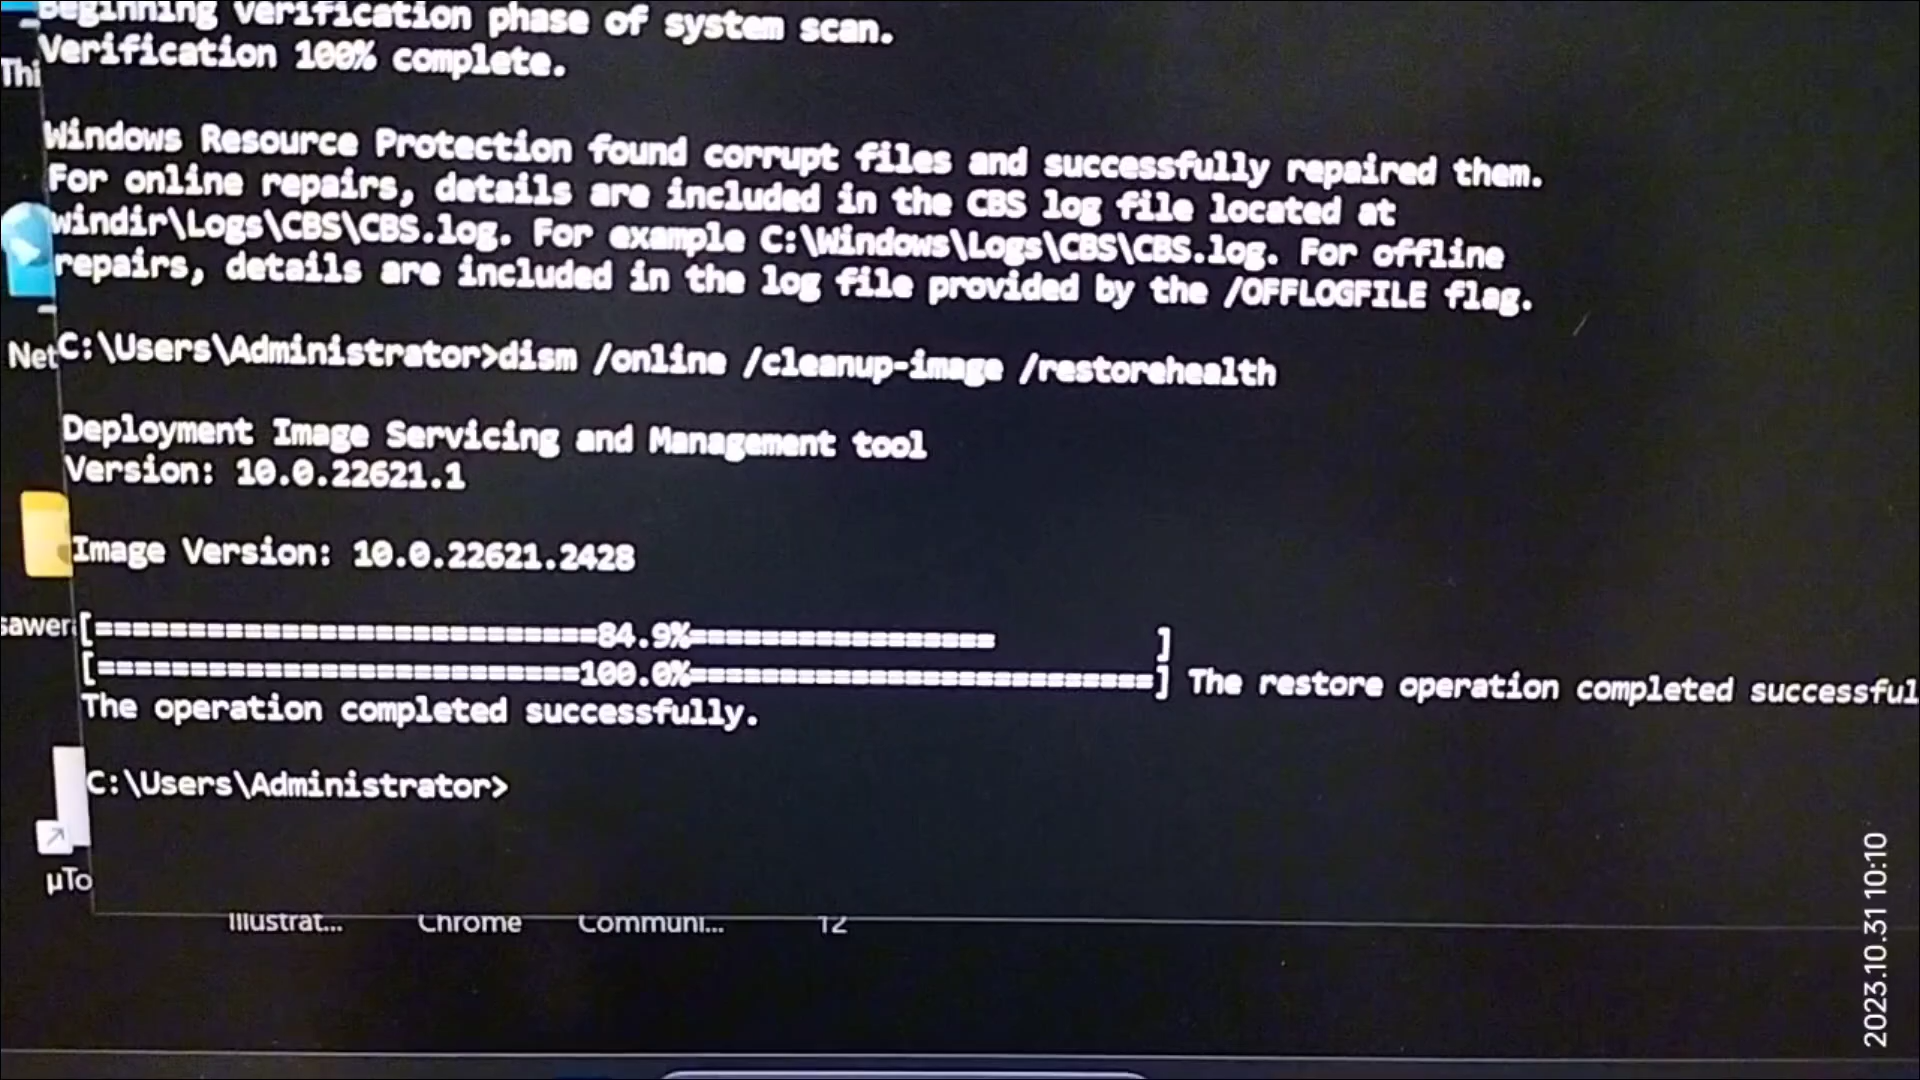 Beginning verification phase of system scan.
Verification 100% complete.
Thi
Windows Resource Protection found corrupt files and successfully repaired them.
For online repairs, details are included in the CBS log file located at
windir\Logs\CBS\CBS.log. For example C:\Windows\Logs\CBS\CBS.log. For offline
repairs, details are included in the log file provided by the /OFFLOGFILE flag.
Net
C:\Users\Administrator>dism /online /cleanup-image /restorehealth
Deployment Image Servicing and Management tool
Version: 10.0.22621.1
Image Version: 10.0.22621.2428
sawer
[===========================84.9%================= ]
[==========================100.0%==========================] The restore operation completed successful
The operation completed successfully.
C:\Users\Administrator>
µTo
Illustrat... Chrome Communi... 12
2023.10.31 10:10